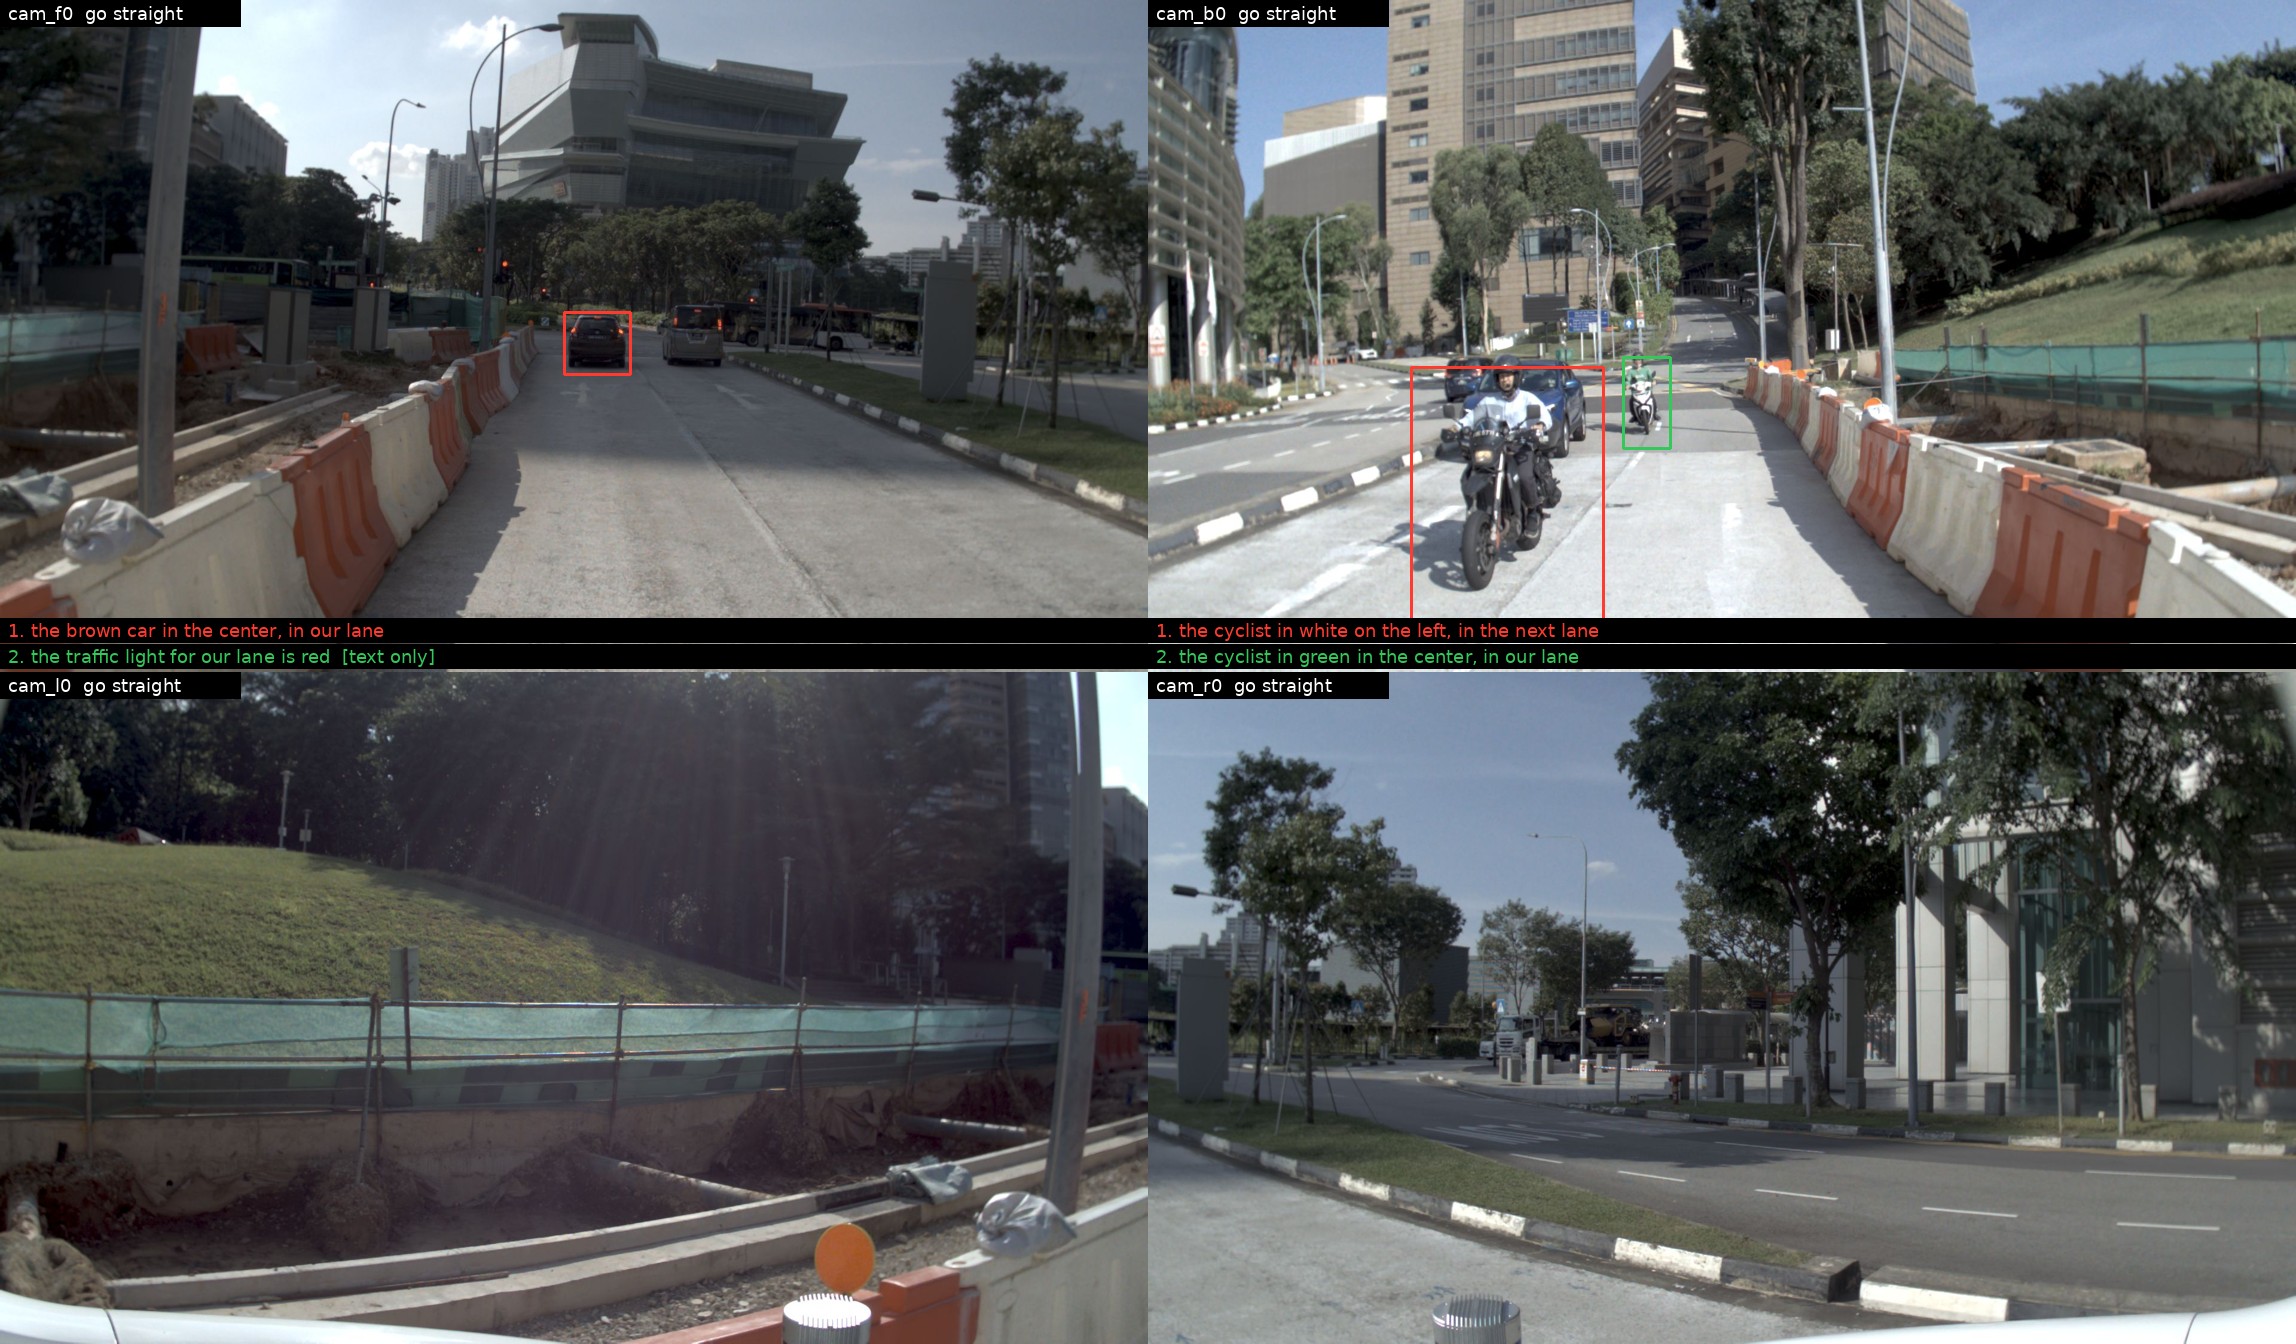 cam_f0 go straight
cam_b0 go straight
1. the brown car in the center, in our lane
2. the traffic light for our lane is red [text only]
1. the cyclist in white on the left, in the next lane
2. the cyclist in green in the center, in our lane
cam_l0 go straight
cam_r0 go straight